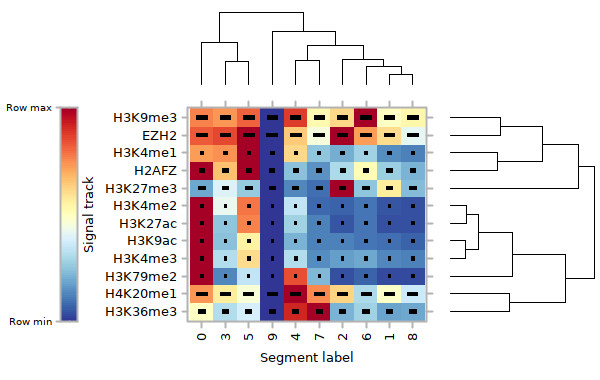 Row max
Signal track
Row min
H3K9me3
EZH2
H3K4me1
H2AFZ
H3K27me3
H3K4me2
H3K27ac
H3K9ac
H3K4me3
H3K79me2
H4K20me1
H3K36me3
0 3 5 9 4 7 2 6 1 8
Segment label